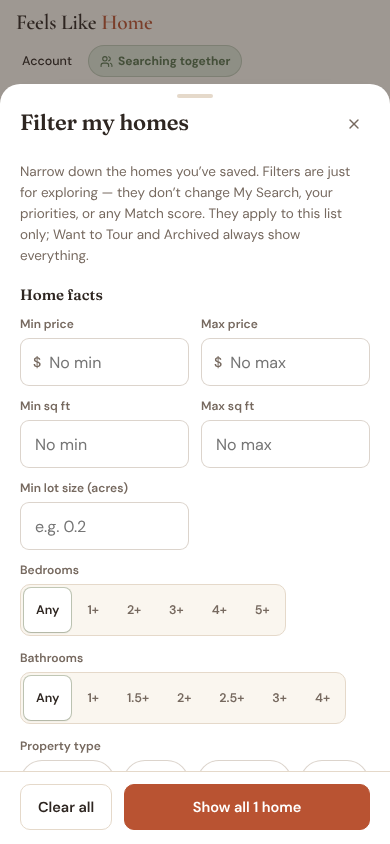 Feels Like Home
Account
Searching together
Filter my homes
Narrow down the homes you’ve saved. Filters are just
for exploring — they don’t change My Search, your
priorities, or any Match score. They apply to this list
only; Want to Tour and Archived always show
everything.
Home facts
Min price
Max price
$ No min
$ No max
Min sq ft
Max sq ft
No min
No max
Min lot size (acres)
e.g. 0.2
Bedrooms
Any 1+ 2+ 3+ 4+ 5+
Bathrooms
Any 1+ 1.5+ 2+ 2.5+ 3+ 4+
Property type
Clear all
Show all 1 home